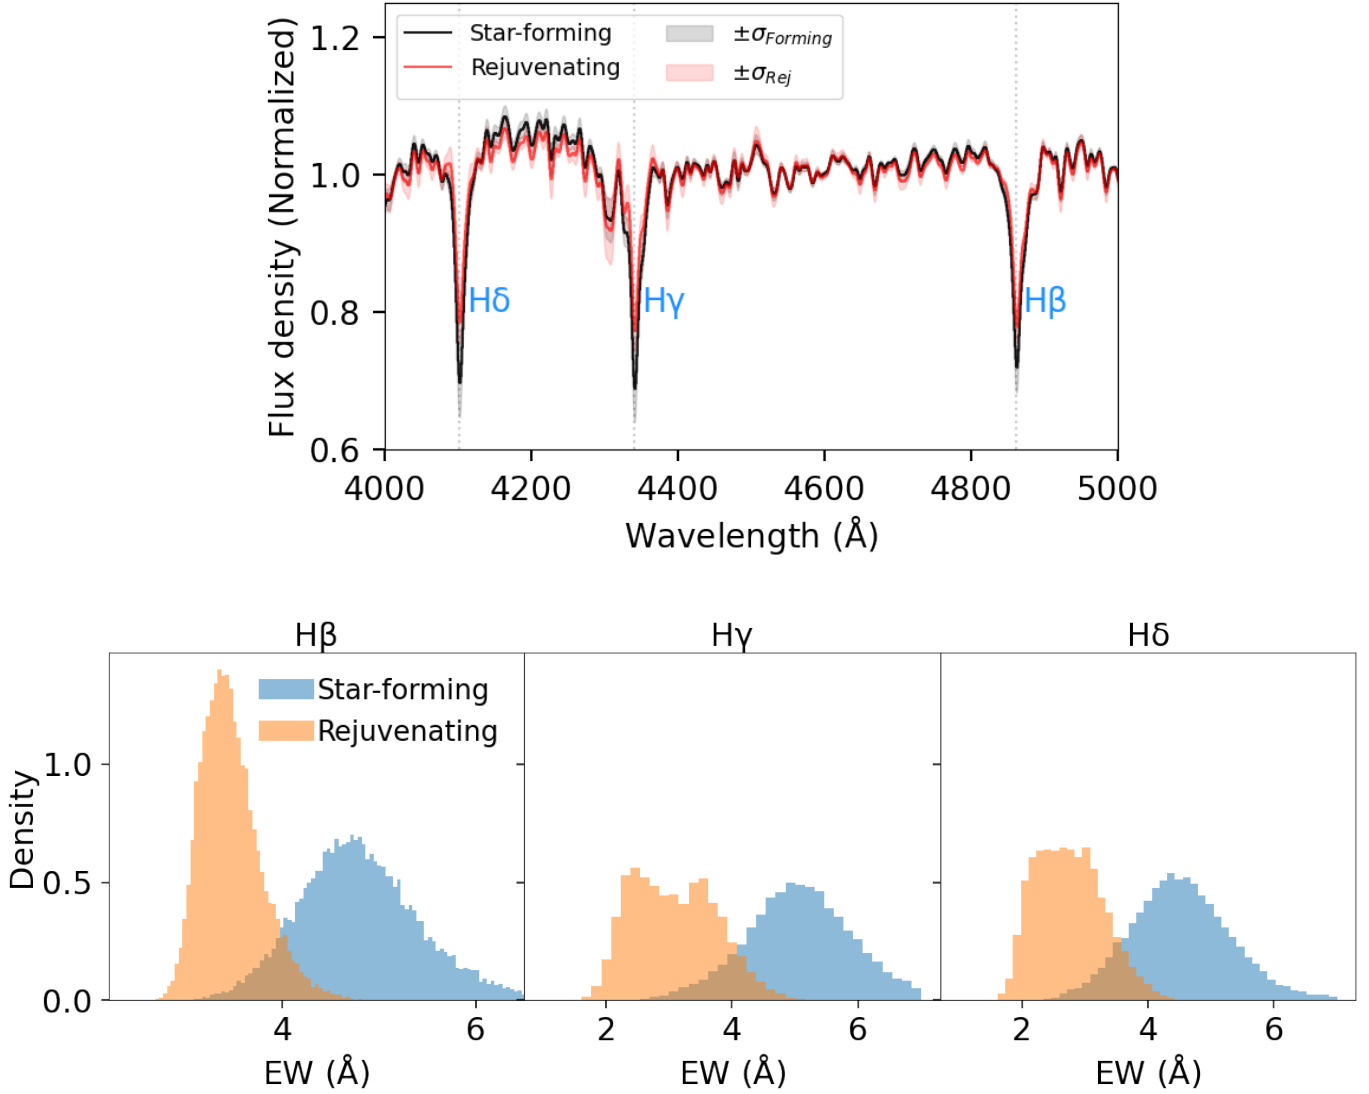 Flux density (Normalized)
1.2
1.0
0.8
0.6
Star-forming
Rejuvenating
±σForming
±σRej
Hδ
Hγ
Hβ
4000 4200 4400 4600 4800 5000
Wavelength (Å)
Hβ Hγ Hδ
Density
1.0
0.5
0.0
Star-forming
Rejuvenating
4 6 2 4 6 2 4 6
EW (Å) EW (Å) EW (Å)